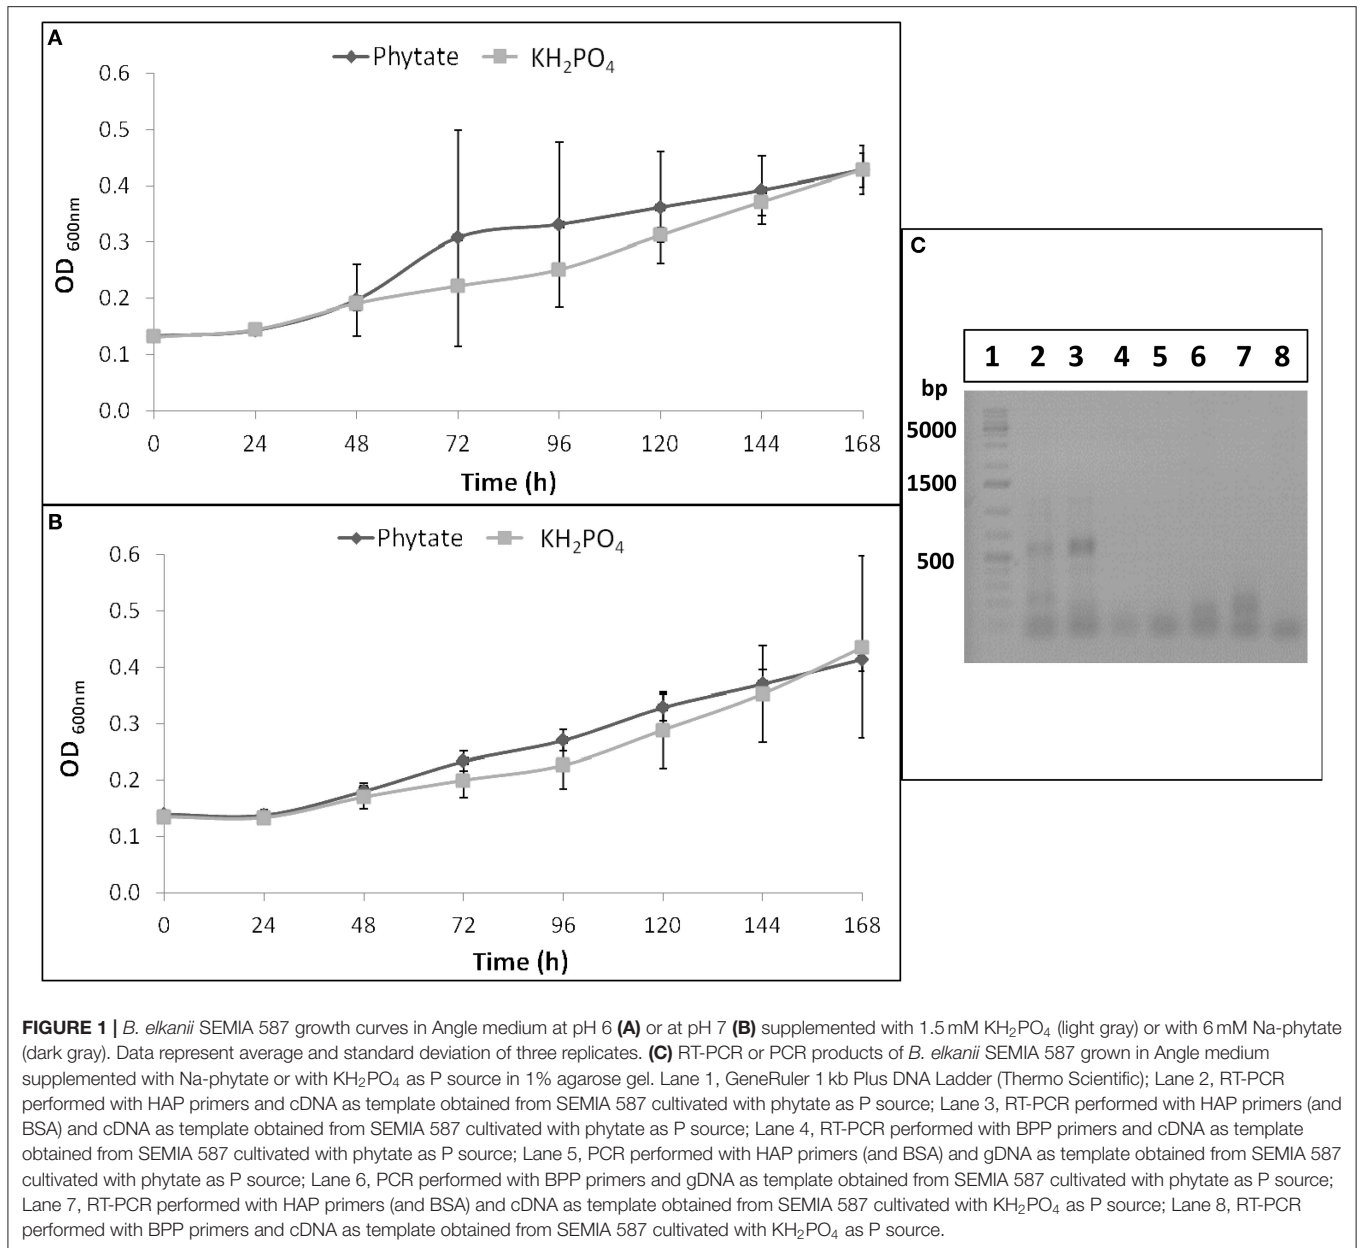 A
Phytate KH₂PO₄
0.6
0.5
0.4
0.3
0.2
0.1
0.0
OD 600nm
0 24 48 72 96 120 144 168
Time (h)
B
Phytate KH₂PO₄
0.6
0.5
0.4
0.3
0.2
0.1
0.0
OD 600nm
0 24 48 72 96 120 144 168
Time (h)
C
1 2 3 4 5 6 7 8
bp
5000
1500
500
FIGURE 1 | B. elkanii SEMIA 587 growth curves in Angle medium at pH 6 (A) or at pH 7 (B) supplemented with 1.5 mM KH₂PO₄ (light gray) or with 6 mM Na-phytate
(dark gray). Data represent average and standard deviation of three replicates. (C) RT-PCR or PCR products of B. elkanii SEMIA 587 grown in Angle medium
supplemented with Na-phytate or with KH₂PO₄ as P source in 1% agarose gel. Lane 1, GeneRuler 1 kb Plus DNA Ladder (Thermo Scientific); Lane 2, RT-PCR
performed with HAP primers and cDNA as template obtained from SEMIA 587 cultivated with phytate as P source; Lane 3, RT-PCR performed with HAP primers (and
BSA) and cDNA as template obtained from SEMIA 587 cultivated with phytate as P source; Lane 4, RT-PCR performed with BPP primers and cDNA as template
obtained from SEMIA 587 cultivated with phytate as P source; Lane 5, PCR performed with HAP primers (and BSA) and gDNA as template obtained from SEMIA 587
cultivated with phytate as P source; Lane 6, PCR performed with BPP primers and gDNA as template obtained from SEMIA 587 cultivated with phytate as P source;
Lane 7, RT-PCR performed with HAP primers (and BSA) and cDNA as template obtained from SEMIA 587 cultivated with KH₂PO₄ as P source; Lane 8, RT-PCR
performed with BPP primers and cDNA as template obtained from SEMIA 587 cultivated with KH₂PO₄ as P source.